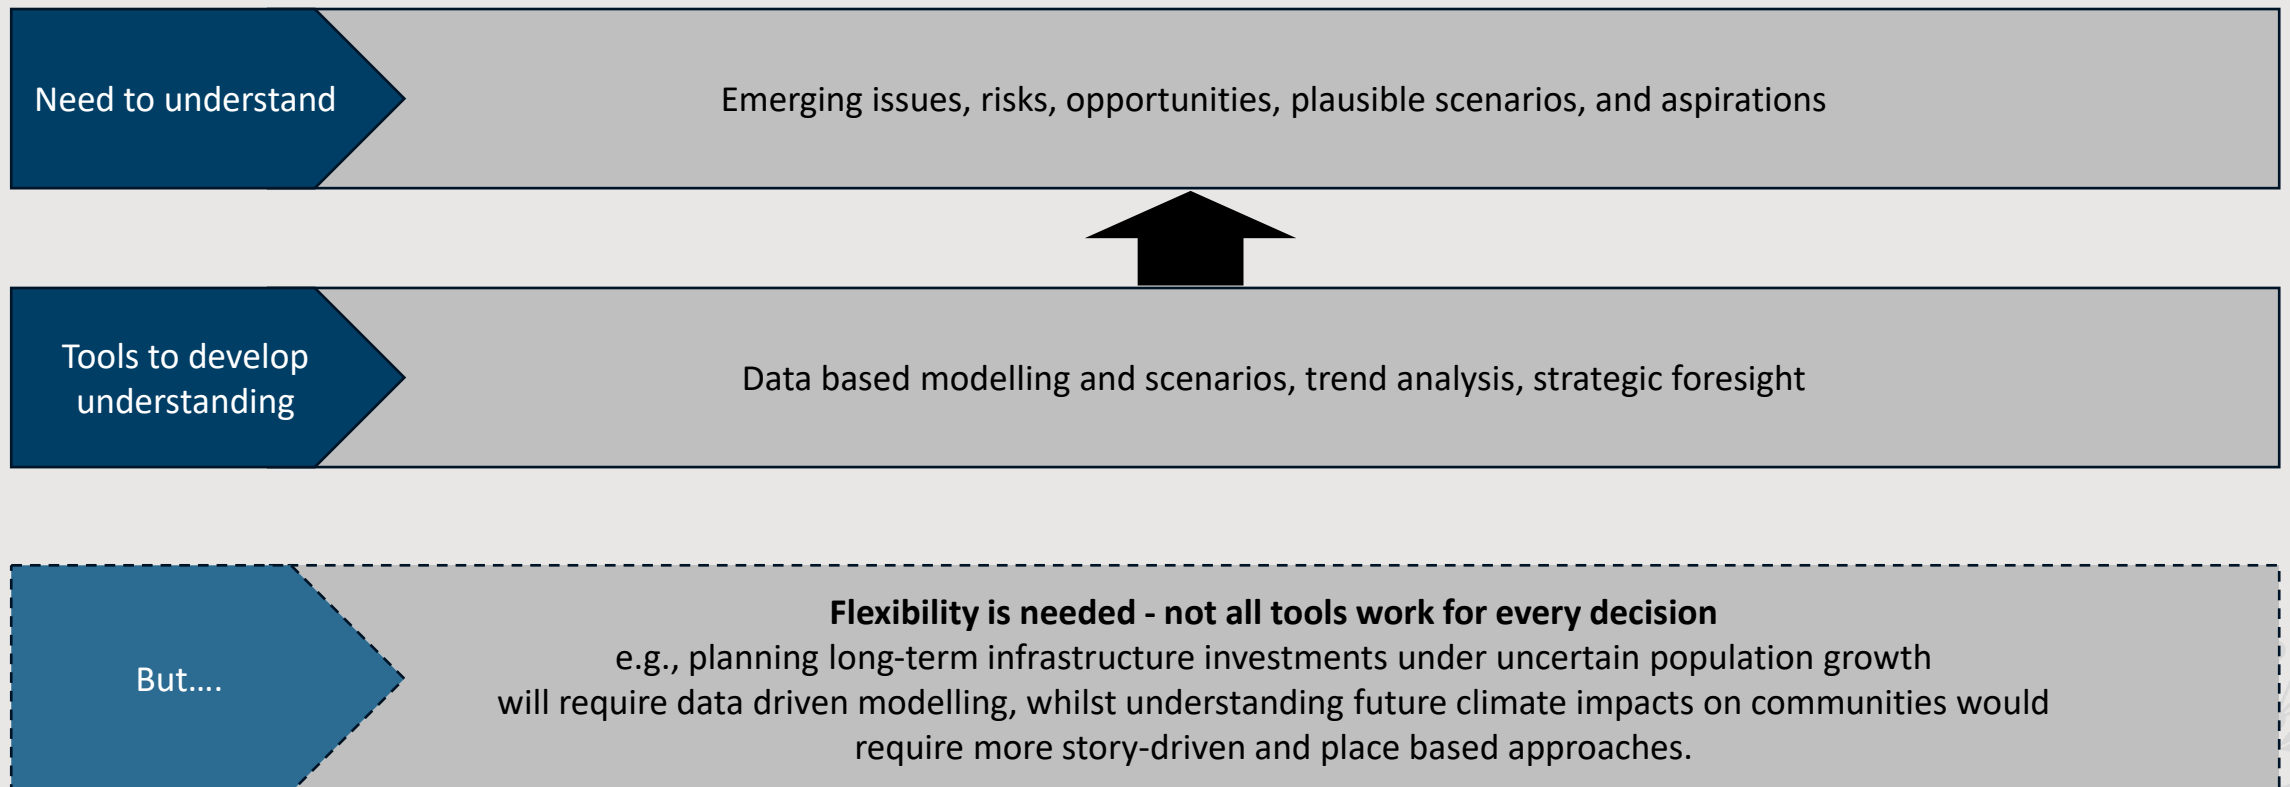 Need to understand
Emerging issues, risks, opportunities, plausible scenarios, and aspirations
Tools to develop
understanding
Data based modelling and scenarios, trend analysis, strategic foresight
But....
Flexibility is needed - not all tools work for every decision
e.g., planning long-term infrastructure investments under uncertain population growth
will require data driven modelling, whilst understanding future climate impacts on communities would
require more story-driven and place based approaches.